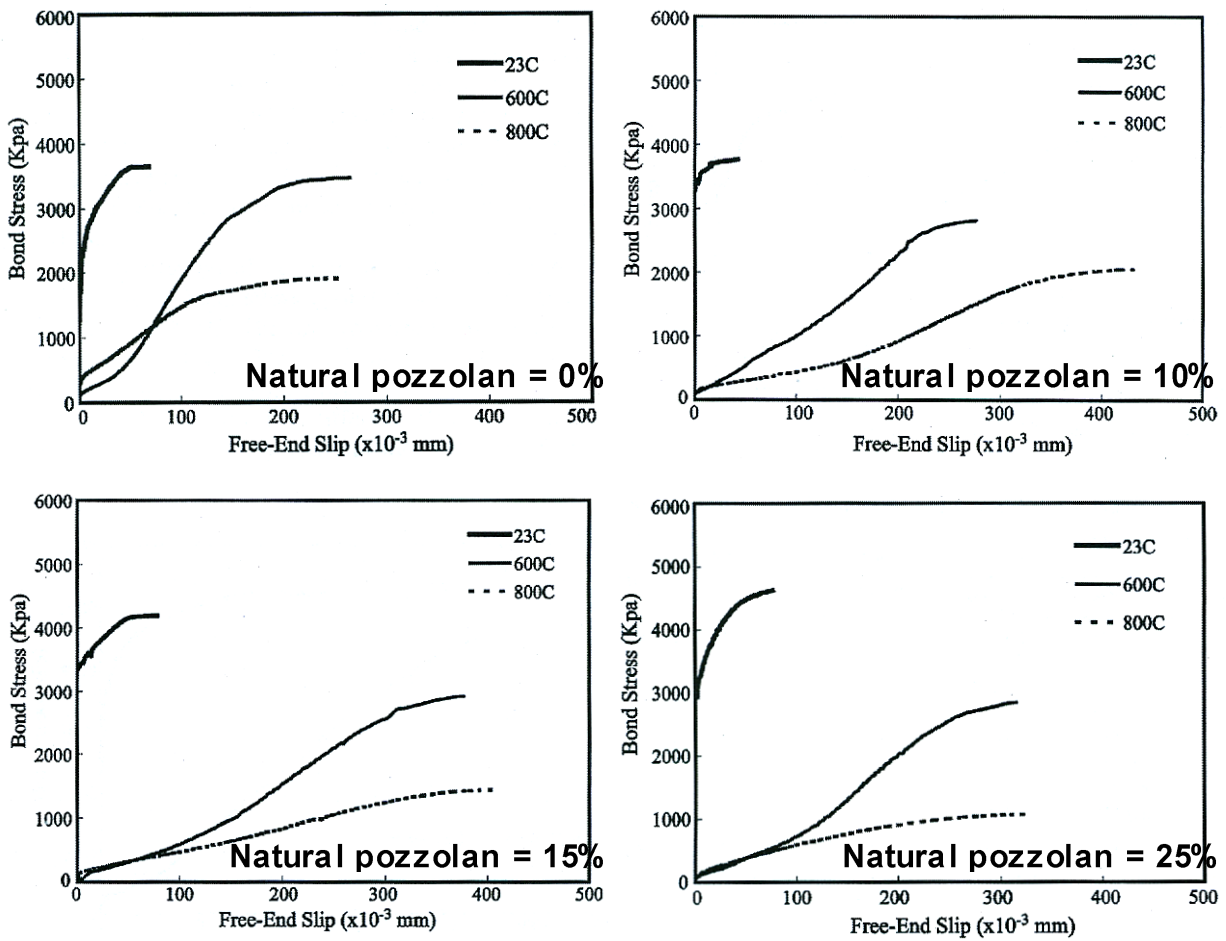 6000
5000
4000
3000
2000
1000
0
Bond Stress (Kpa)
23C
600C
800C
Natural pozzolan = 0%
0 100 200 300 400 500
Free-End Slip (x10-3 mm)
6000
5000
4000
3000
2000
1000
0
Bond Stress (Kpa)
23C
600C
800C
Natural pozzolan = 10%
0 100 200 300 400 500
Free-End Slip (x10-3 mm)
6000
5000
4000
3000
2000
1000
0
Bond Stress (Kpa)
23C
600C
800C
Natural pozzolan = 15%
0 100 200 300 400 500
Free-End Slip (x10-3 mm)
6000
5000
4000
3000
2000
1000
0
Bond Stress (Kpa)
23C
600C
800C
Natural pozzolan = 25%
0 100 200 300 400 500
Free-End Slip (x10-3 mm)